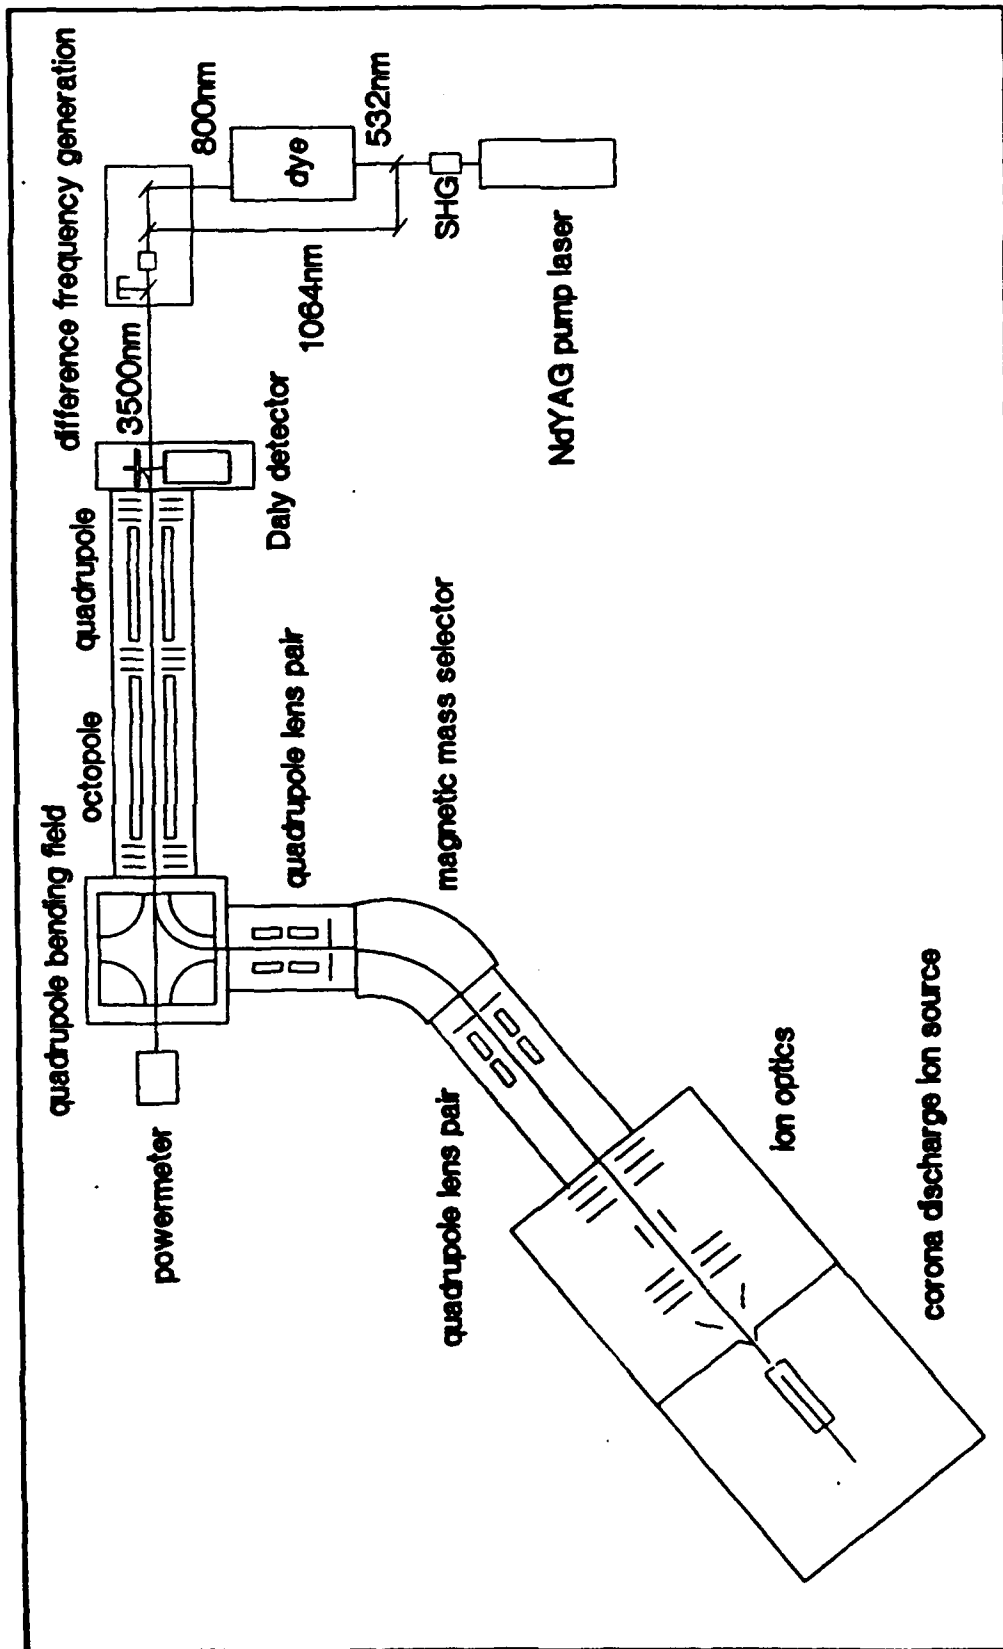 difference frequency generation
800nm
dye
532nm
SHG
1064nm
NdYAG pump laser
3500nm
Daly detector
quadrupole
octopole
quadrupole bending field
quadrupole lens pair
magnetic mass selector
powermeter
quadrupole lens pair
ion optics
corona discharge ion source